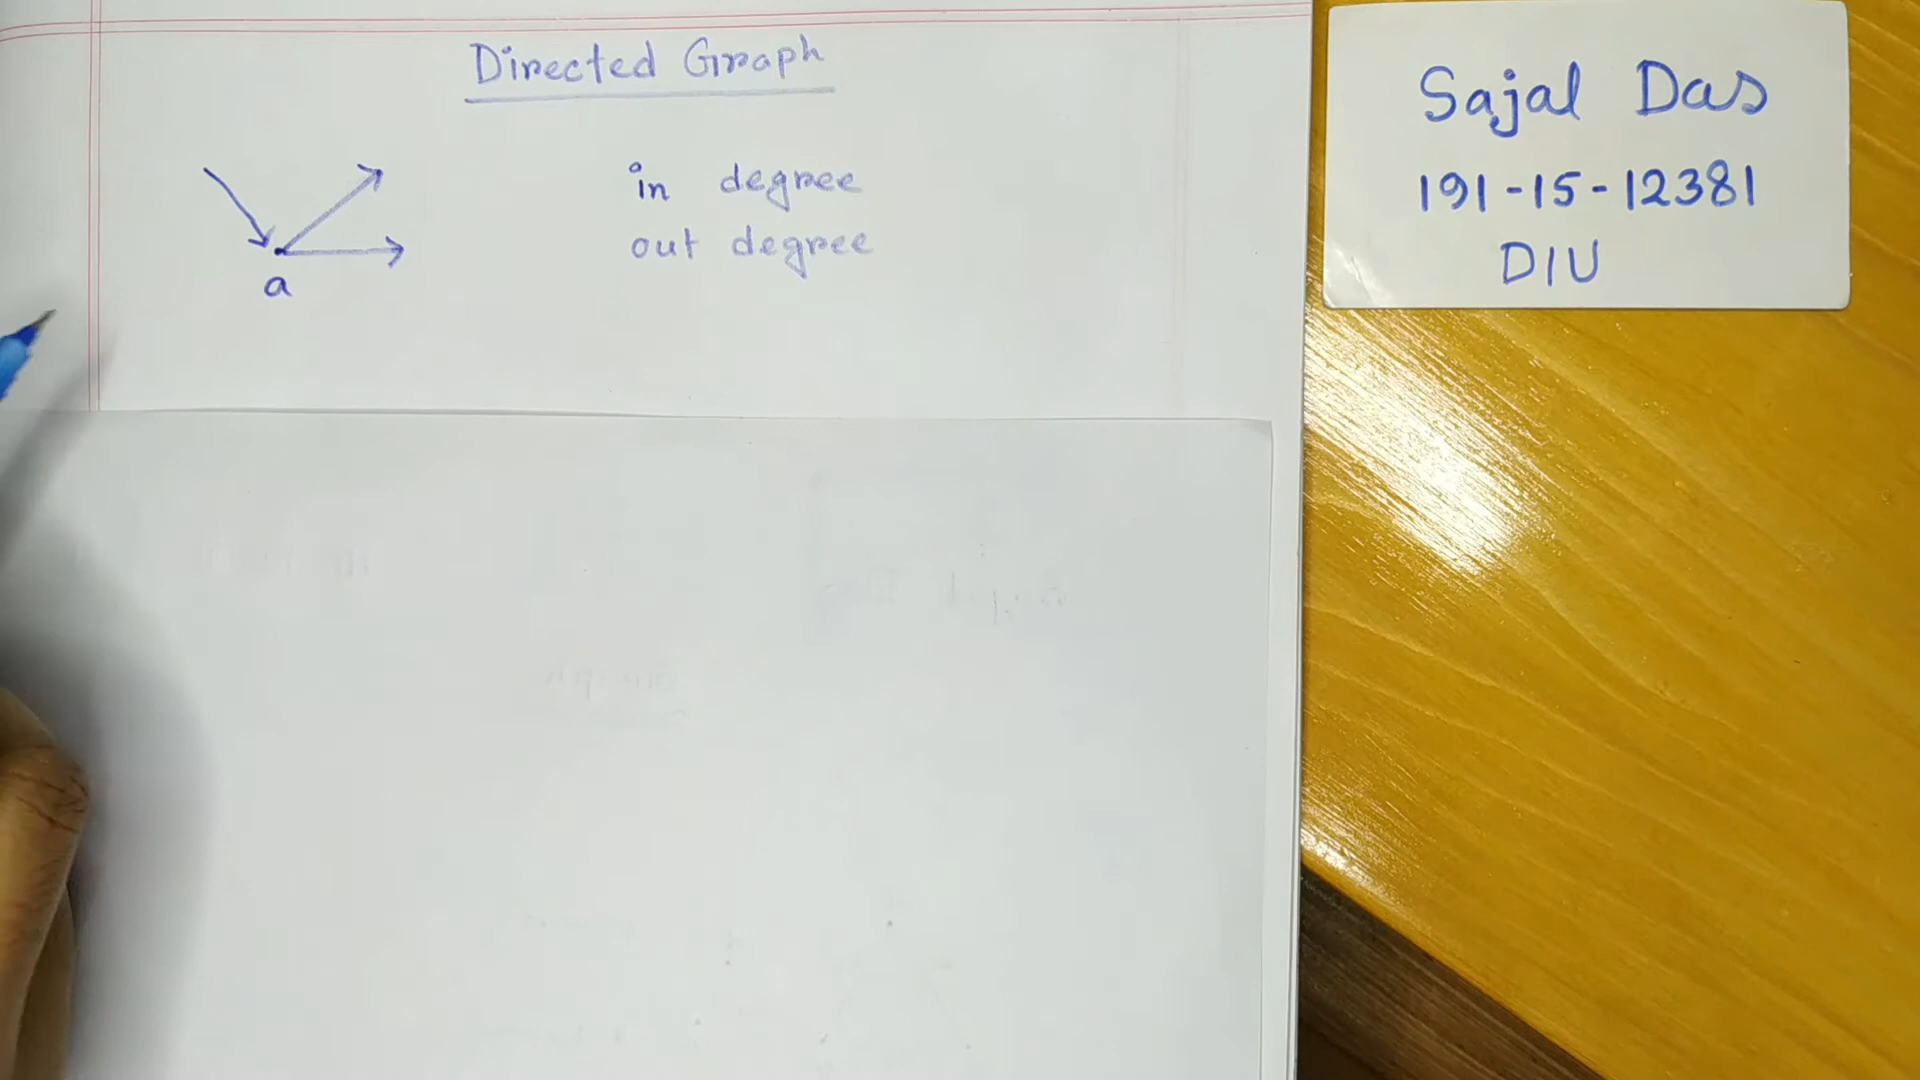 Directed Graph
in degree
out degree
a
Sajal Das
191-15-12381
DIU